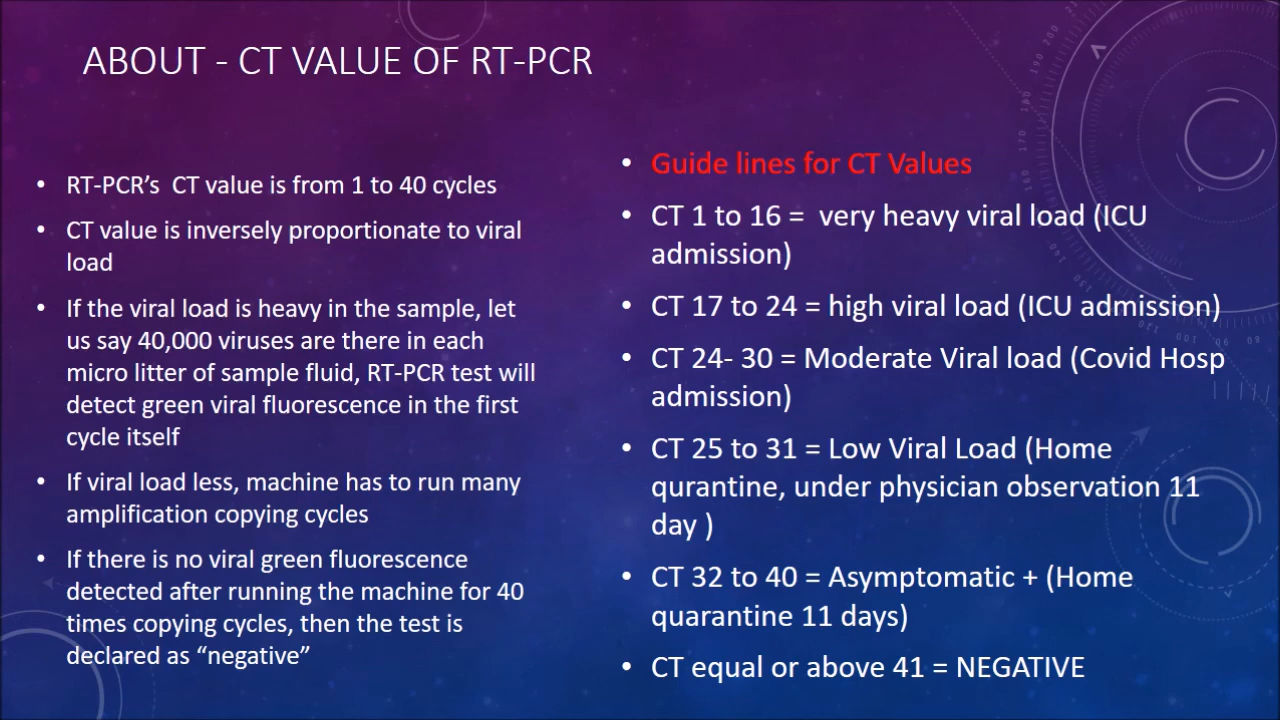 ABOUT - CT VALUE OF RT-PCR
• RT-PCR's  CT value is from 1 to 40 cycles
• CT value is inversely proportionate to viral
load
• If the viral load is heavy in the sample, let
us say 40,000 viruses are there in each
micro litter of sample fluid, RT-PCR test will
detect green viral fluorescence in the first
cycle itself
• If viral load less, machine has to run many
amplification copying cycles
• If there is no viral green fluorescence
detected after running the machine for 40
times copying cycles, then the test is
declared as “negative”
• Guide lines for CT Values
• CT 1 to 16 =  very heavy viral load (ICU
admission)
• CT 17 to 24 = high viral load (ICU admission)
• CT 24- 30 = Moderate Viral load (Covid Hosp
admission)
• CT 25 to 31 = Low Viral Load (Home
qurantine, under physician observation 11
day )
• CT 32 to 40 = Asymptomatic + (Home
quarantine 11 days)
• CT equal or above 41 = NEGATIVE